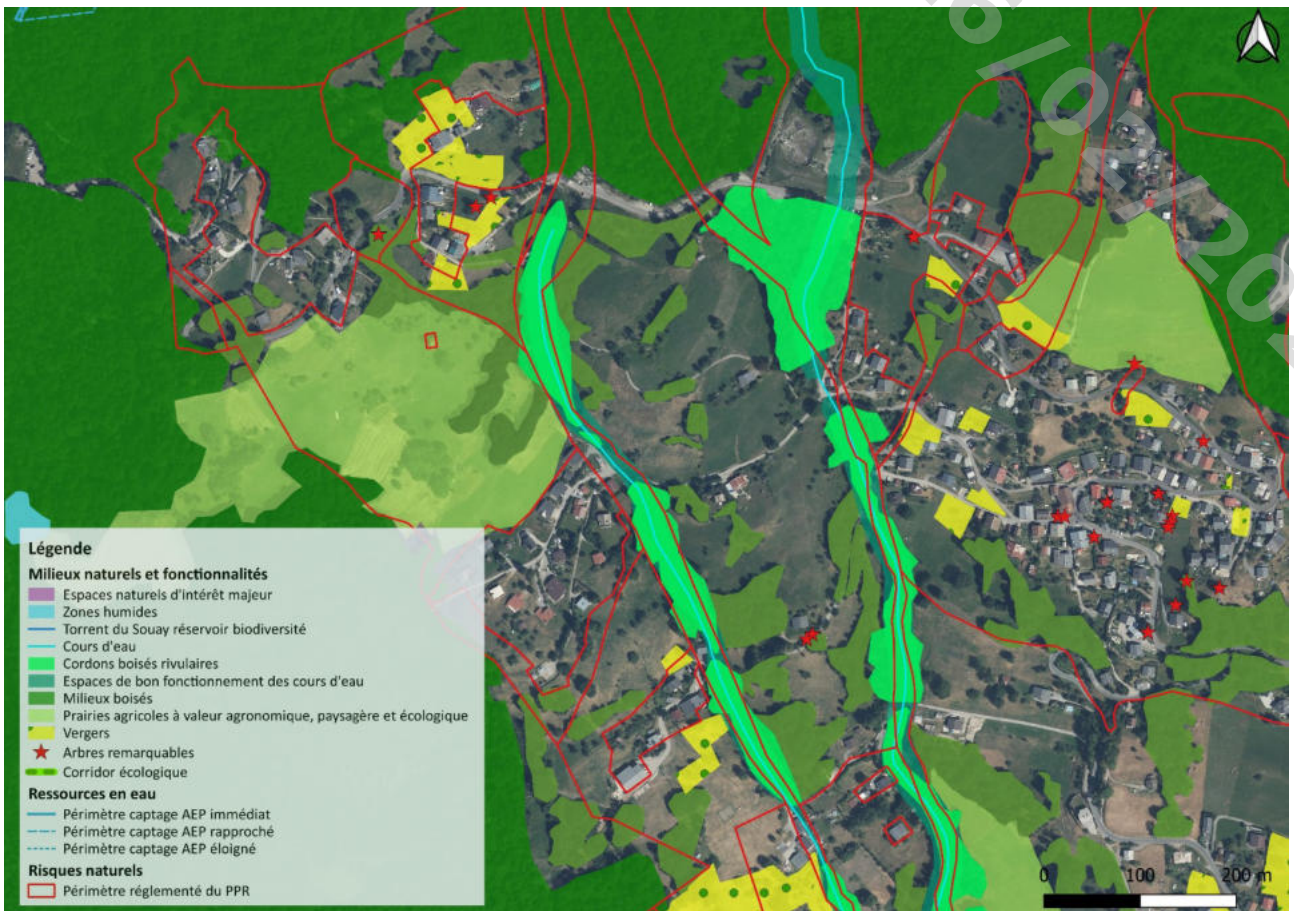 Légende
Milieux naturels et fonctionnalités
Espaces naturels d'intérêt majeur
Zones humides
Torrent du Souay réservoir biodiversité
Cours d'eau
Cordons boisés rivulaires
Espaces de bon fonctionnement des cours d'eau
Milieux boisés
Prairies agricoles à valeur agronomique, paysagère et écologique
Vergers
Arbres remarquables
Corridor écologique
Ressources en eau
Périmètre captage AEP immédiat
Périmètre captage AEP rapproché
Périmètre captage AEP éloigné
Risques naturels
Périmètre réglementé du PPR
0 100 200 m